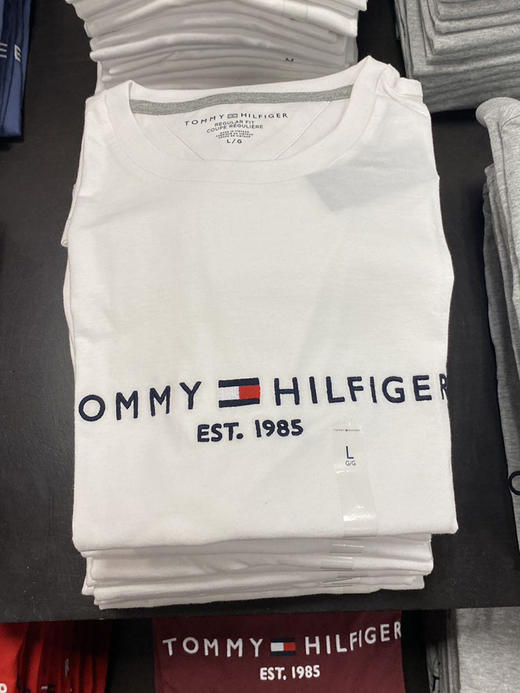 M
TOMMY HILFIGER
REGULAR FIT
COUPE RÉGULIÈRE
L/G
OMMY HILFIGER
EST. 1985
L
G/G
TOMMY HILFIGER
EST. 1985